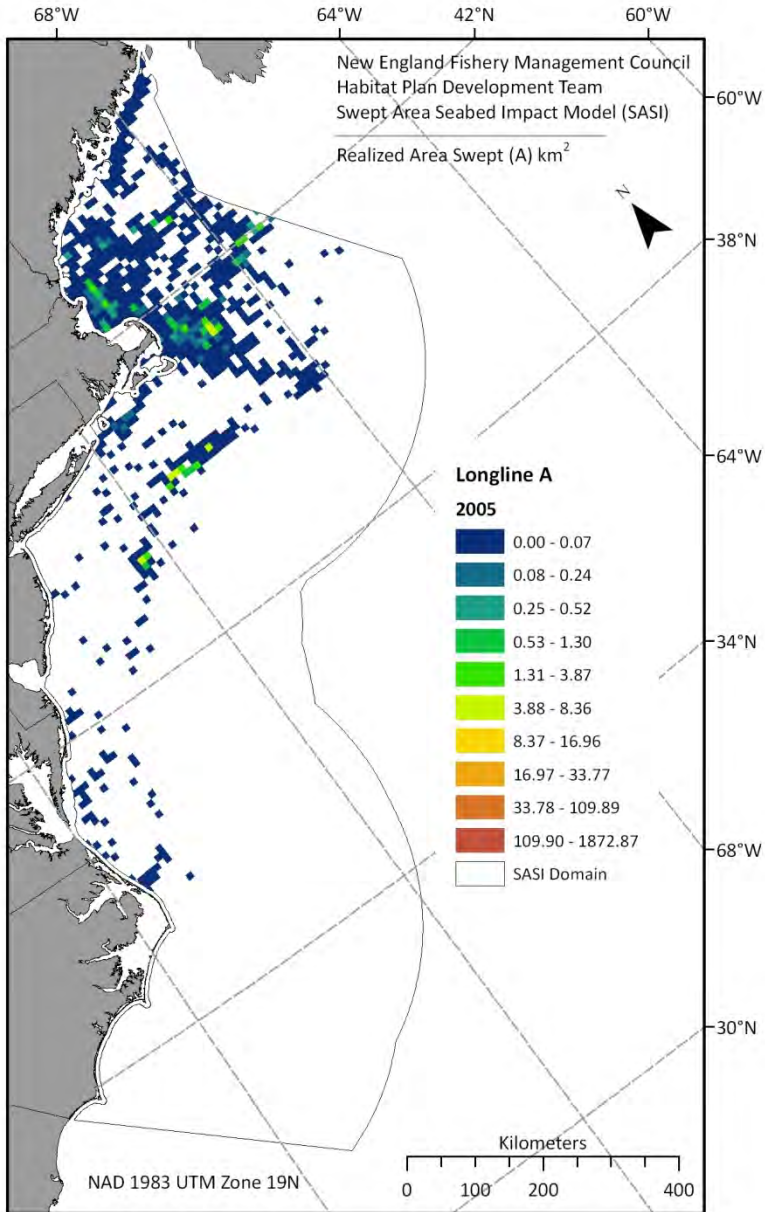 68°W 64°W 42°N 60°W
New England Fishery Management Council
Habitat Plan Development Team
Swept Area Seabed Impact Model (SASI)
Realized Area Swept (A) km²
N
60°W
38°N
64°W
34°N
68°W
30°N
Longline A
2005
0.00 - 0.07
0.08 - 0.24
0.25 - 0.52
0.53 - 1.30
1.31 - 3.87
3.88 - 8.36
8.37 - 16.96
16.97 - 33.77
33.78 - 109.89
109.90 - 1872.87
SASI Domain
Kilometers
0 100 200 300 400
NAD 1983 UTM Zone 19N